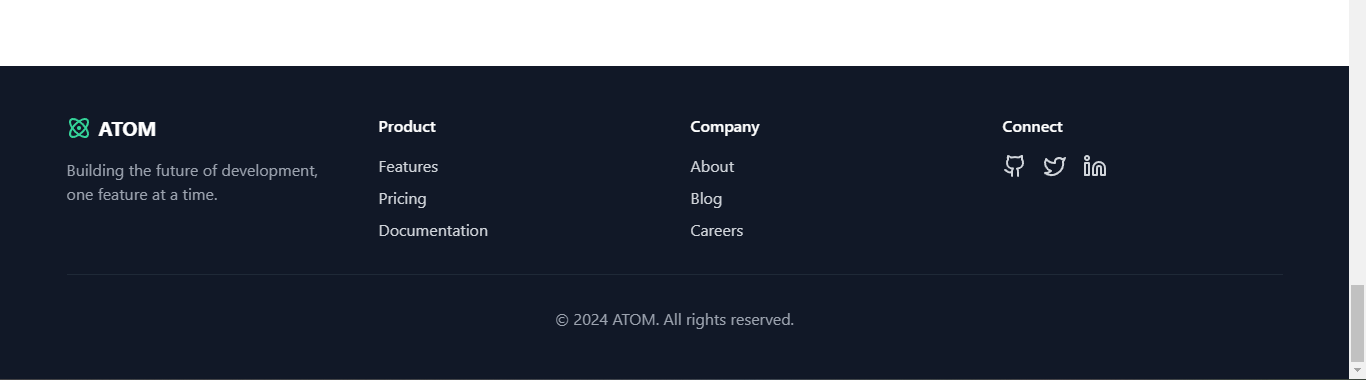 ATOM
Building the future of development,
one feature at a time.
Product
Features
Pricing
Documentation
Company
About
Blog
Careers
Connect
© 2024 ATOM. All rights reserved.